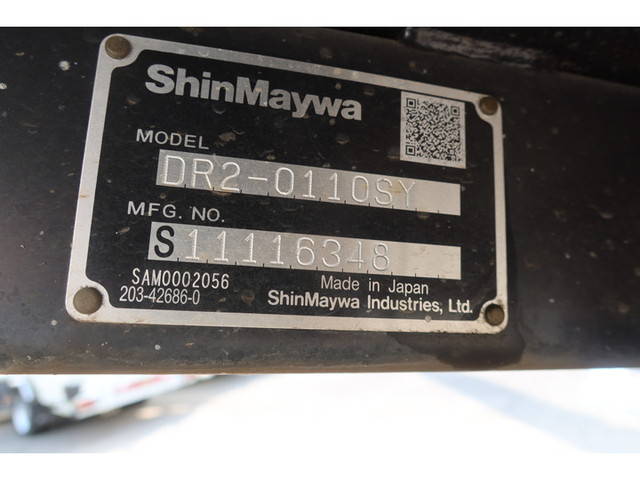 ShinMaywa
MODEL
DR2-0110SY
MFG. NO.
S11116348
SAM0002056
Made in Japan
203-42686-0
ShinMaywa Industries, Ltd.